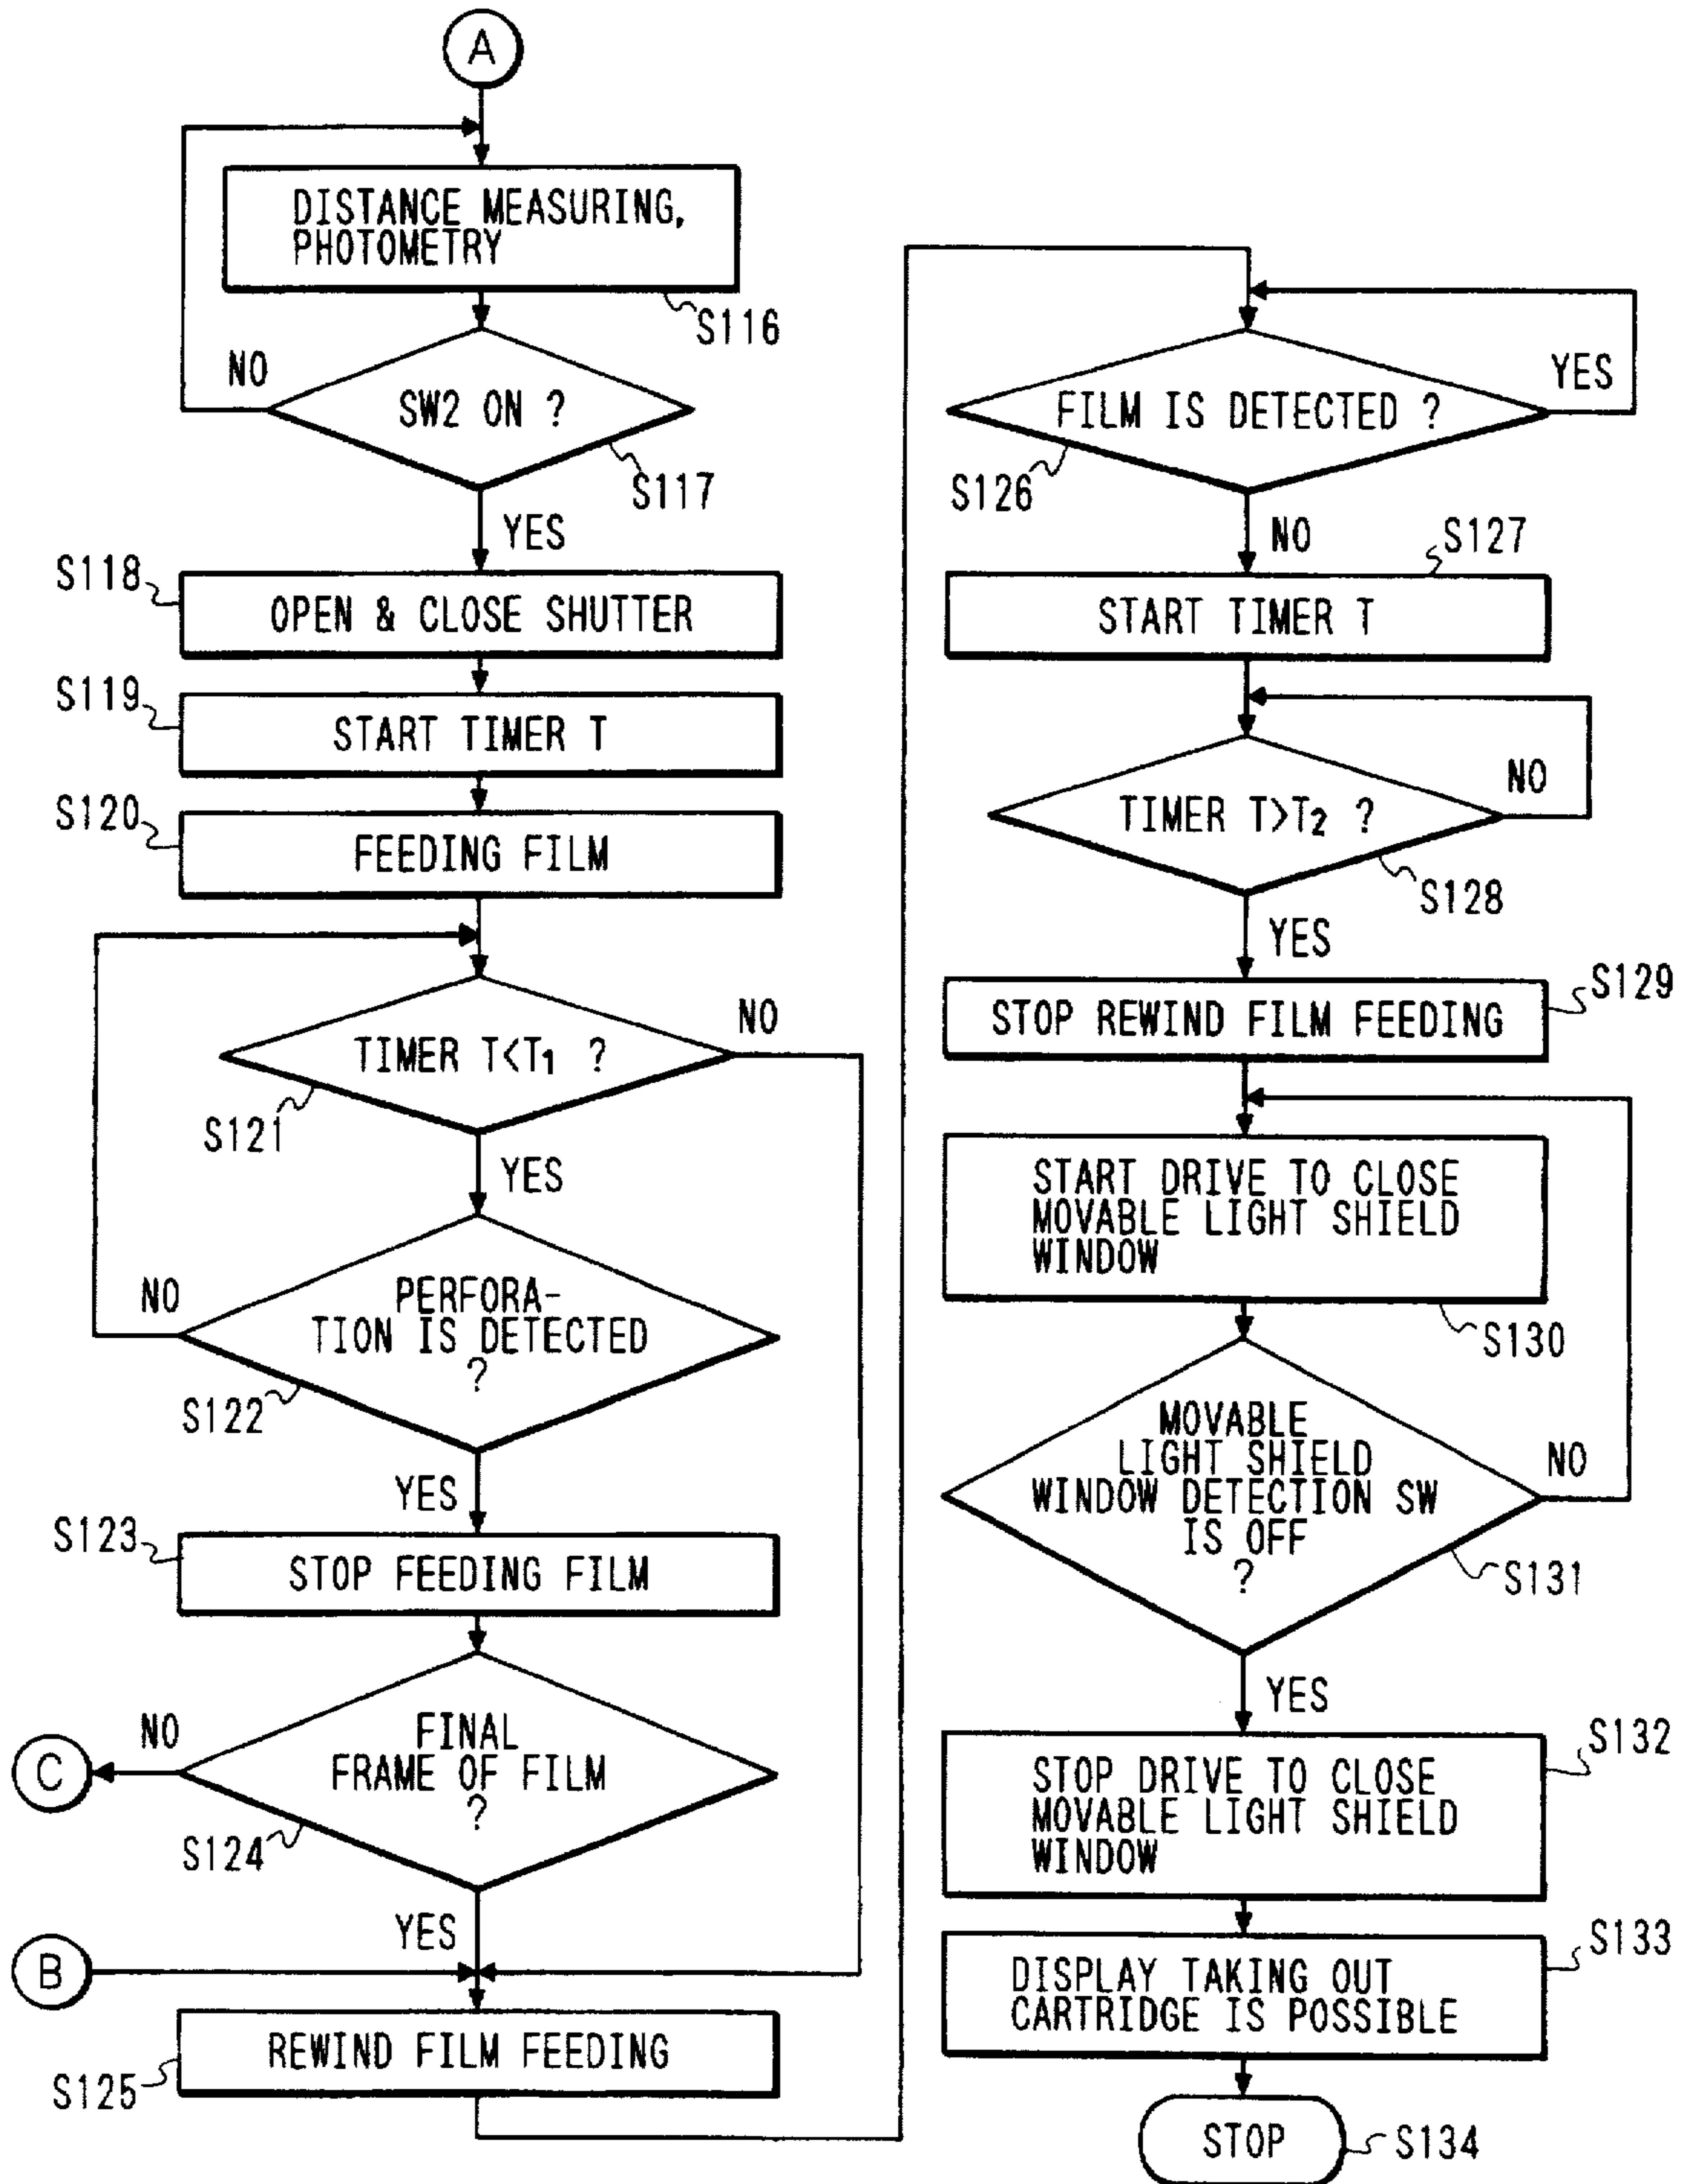 A
DISTANCE MEASURING,
PHOTOMETRY
S116
SW2 ON ?
NO
S117
YES
S118
OPEN & CLOSE SHUTTER
S119
START TIMER T
S120
FEEDING FILM
TIMER T<T1 ?
NO
S121
YES
PERFORA-
TION IS DETECTED
?
NO
S122
YES
S123
STOP FEEDING FILM
FINAL
FRAME OF FILM
?
NO
C
S124
YES
B
REWIND FILM FEEDING
S125
FILM IS DETECTED ?
YES
S126
NO
S127
START TIMER T
TIMER T>T2 ?
NO
S128
YES
S129
STOP REWIND FILM FEEDING
START DRIVE TO CLOSE
MOVABLE LIGHT SHIELD
WINDOW
S130
MOVABLE
LIGHT SHIELD
WINDOW DETECTION SW
IS OFF
?
NO
S131
YES
S132
STOP DRIVE TO CLOSE
MOVABLE LIGHT SHIELD
WINDOW
S133
DISPLAY TAKING OUT
CARTRIDGE IS POSSIBLE
STOP
S134